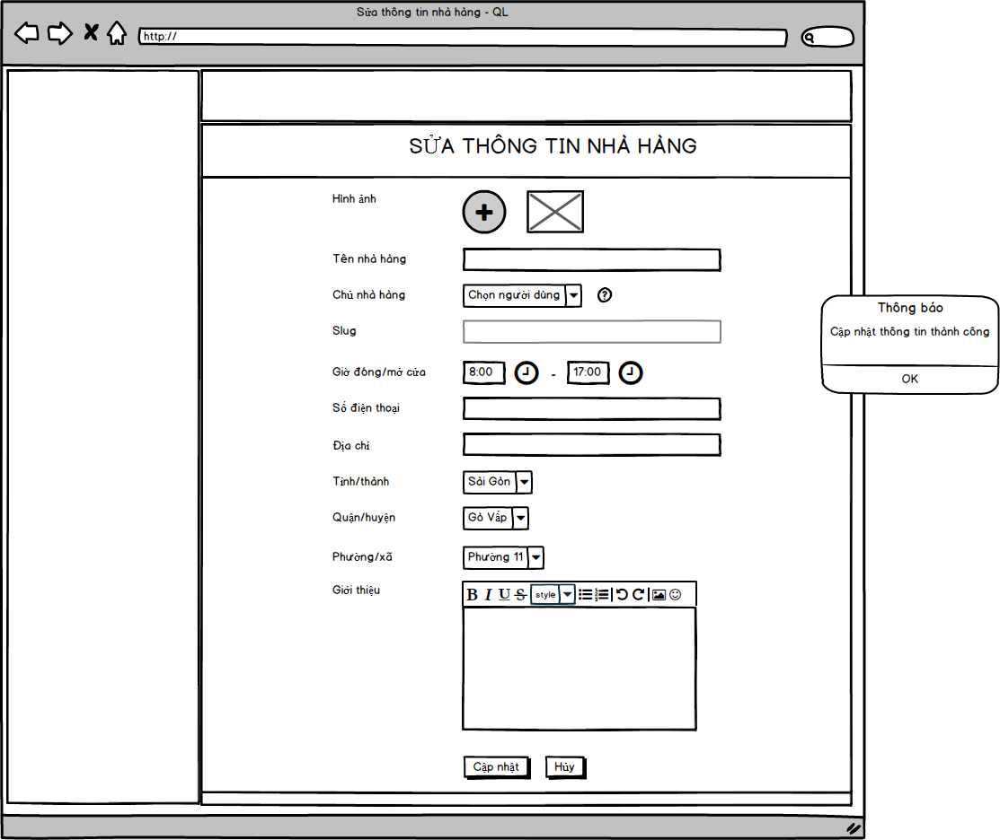 Sửa thông tin nhà hàng - QL
http://
SỬA THÔNG TIN NHÀ HÀNG
Hình ảnh
Tên nhà hàng
Chủ nhà hàng
Chọn người dùng
?
Slug
Giờ đóng/mở cửa
8:00
-
17:00
Số điện thoại
Địa chỉ
Tỉnh/thành
Sài Gòn
Quận/huyện
Gò Vấp
Phường/xã
Phường 11
Giới thiệu
B I U S style
Cập nhật
Hủy
Thông báo
Cập nhật thông tin thành công
OK